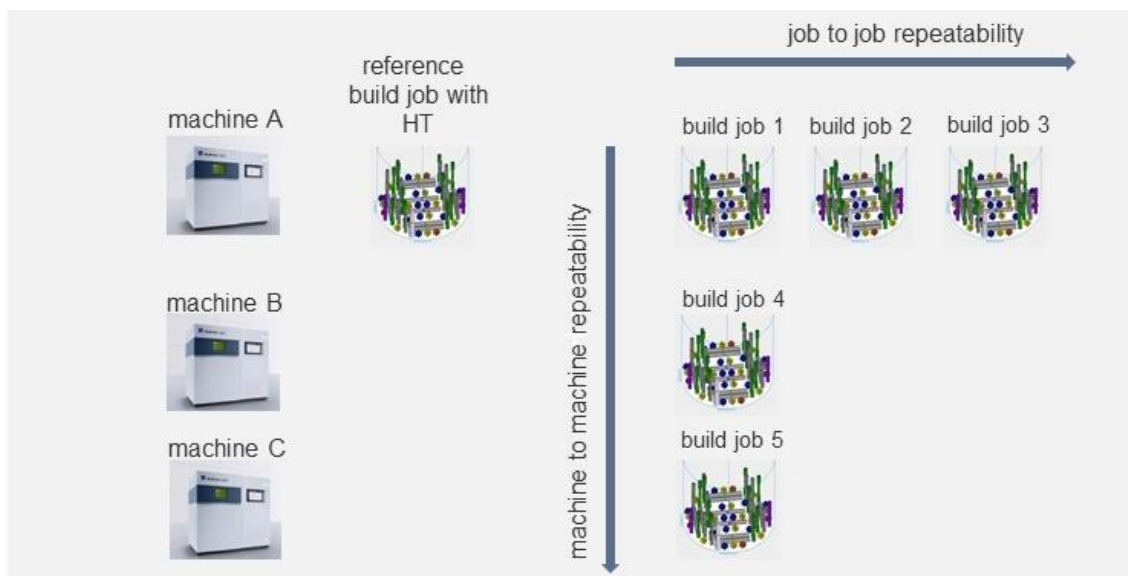 job to job repeatability
reference
build job with
HT
machine A
build job 1
build job 2
build job 3
machine to machine repeatability
machine B
build job 4
machine C
build job 5